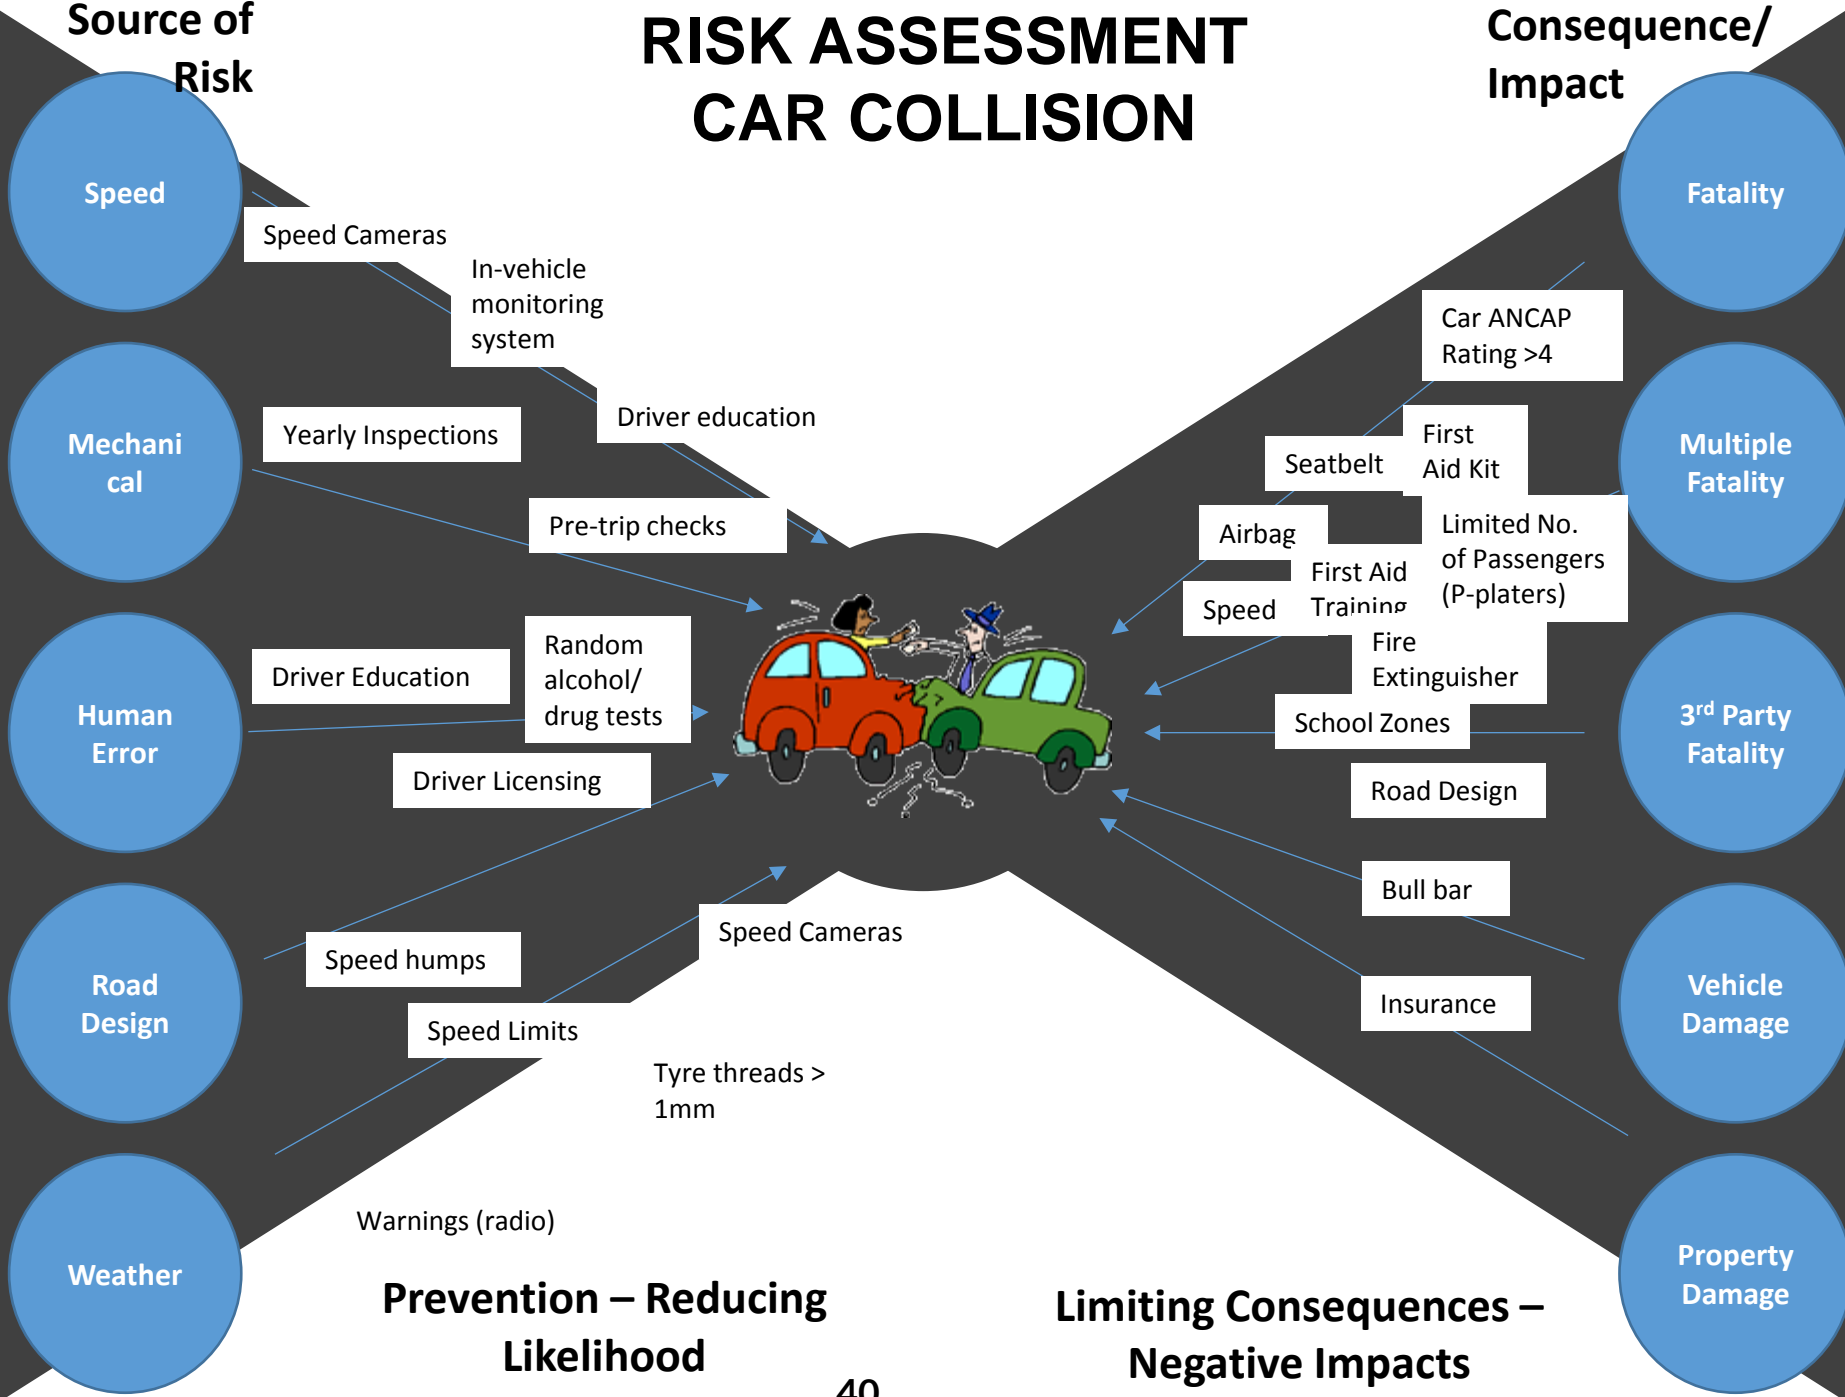 Source of
Risk
RISK ASSESSMENT
CAR COLLISION
Consequence/
Impact
Speed
Speed Cameras
In-vehicle
monitoring
system
Driver education
Mechani
cal
Yearly Inspections
Pre-trip checks
Human
Error
Driver Education
Random
alcohol/
drug tests
Driver Licensing
Road
Design
Speed humps
Speed Cameras
Speed Limits
Tyre threads >
1mm
Weather
Warnings (radio)
Prevention – Reducing
Likelihood
Fatality
Car ANCAP
Rating >4
Seatbelt
First
Aid Kit
Airbag
Speed
First Aid
Training
Multiple
Fatality
Limited No.
of Passengers
(P-platers)
Fire
Extinguisher
3rd Party
Fatality
School Zones
Road Design
Bull bar
Vehicle
Damage
Insurance
Property
Damage
Limiting Consequences –
Negative Impacts
40